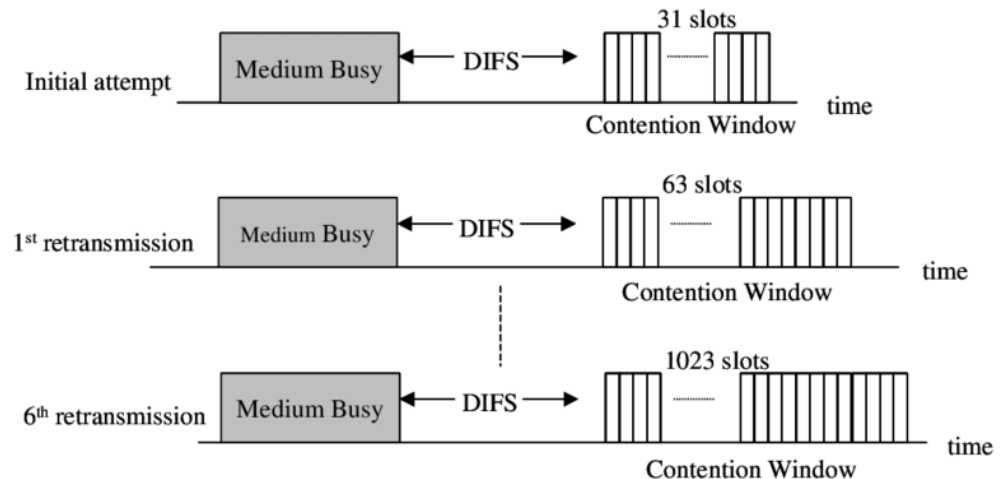 31 slots
Initial attempt
Medium Busy
DIFS
time
Contention Window
63 slots
1st retransmission
Medium Busy
DIFS
time
Contention Window
1023 slots
6th retransmission
Medium Busy
DIFS
time
Contention Window